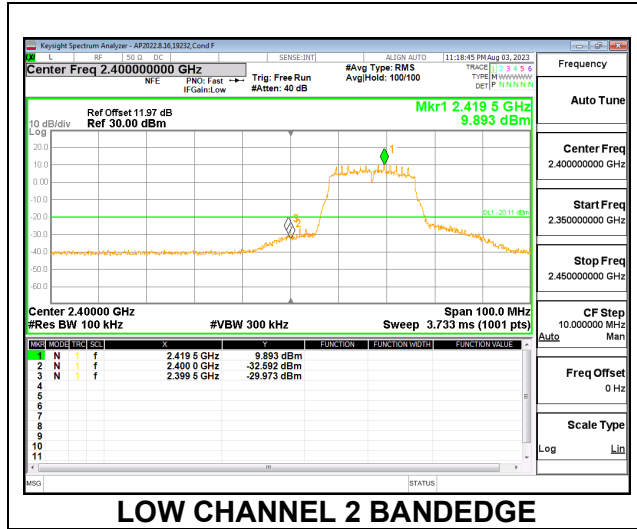 Keysight Spectrum Analyzer - AP2022.8.16,19232,Cond F
LXI L RF 50 Ω DC SENSE:INT ALIGN AUTO 11:18:45 PM Aug 03, 2023
Center Freq 2.400000000 GHz #Avg Type: RMS TRACE 1 2 3 4 5 6
NFE PNO: Fast Trig: Free Run Avg|Hold: 100/100 TYPE M WWWWW
IFGain:Low #Atten: 40 dB DET P N N N N N
Frequency
Auto Tune
Center Freq
2.400000000 GHz
Start Freq
2.350000000 GHz
Stop Freq
2.450000000 GHz
CF Step
10.000000 MHz
Auto Man
Freq Offset
0 Hz
Scale Type
Log Lin
Mkr1 2.419 5 GHz
9.893 dBm
Ref Offset 11.97 dB
10 dB/div Ref 30.00 dBm
Log
20.0
10.0
0.00
-10.0
-20.0
-30.0
-40.0
-50.0
-60.0
1
DL1 -20.11 dBm
3
2
Center 2.40000 GHz Span 100.0 MHz
#Res BW 100 kHz #VBW 300 kHz Sweep 3.733 ms (1001 pts)
MKR MODE TRC SCL X Y FUNCTION FUNCTION WIDTH FUNCTION VALUE
1 N 1 f 2.419 5 GHz 9.893 dBm
2 N 1 f 2.400 0 GHz -32.592 dBm
3 N 1 f 2.399 5 GHz -29.973 dBm
4
5
6
7
8
9
10
11
MSG STATUS
LOW CHANNEL 2 BANDEDGE